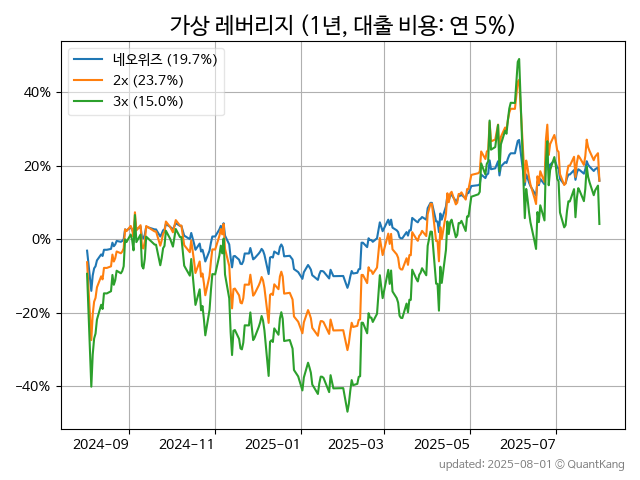 가상 레버리지 (1년, 대출 비용: 연 5%)
네오위즈 (19.7%)
2x (23.7%)
3x (15.0%)
40%
20%
0%
−20%
−40%
2024-09
2024-11
2025-01
2025-03
2025-05
2025-07
updated: 2025-08-01 © QuantKang